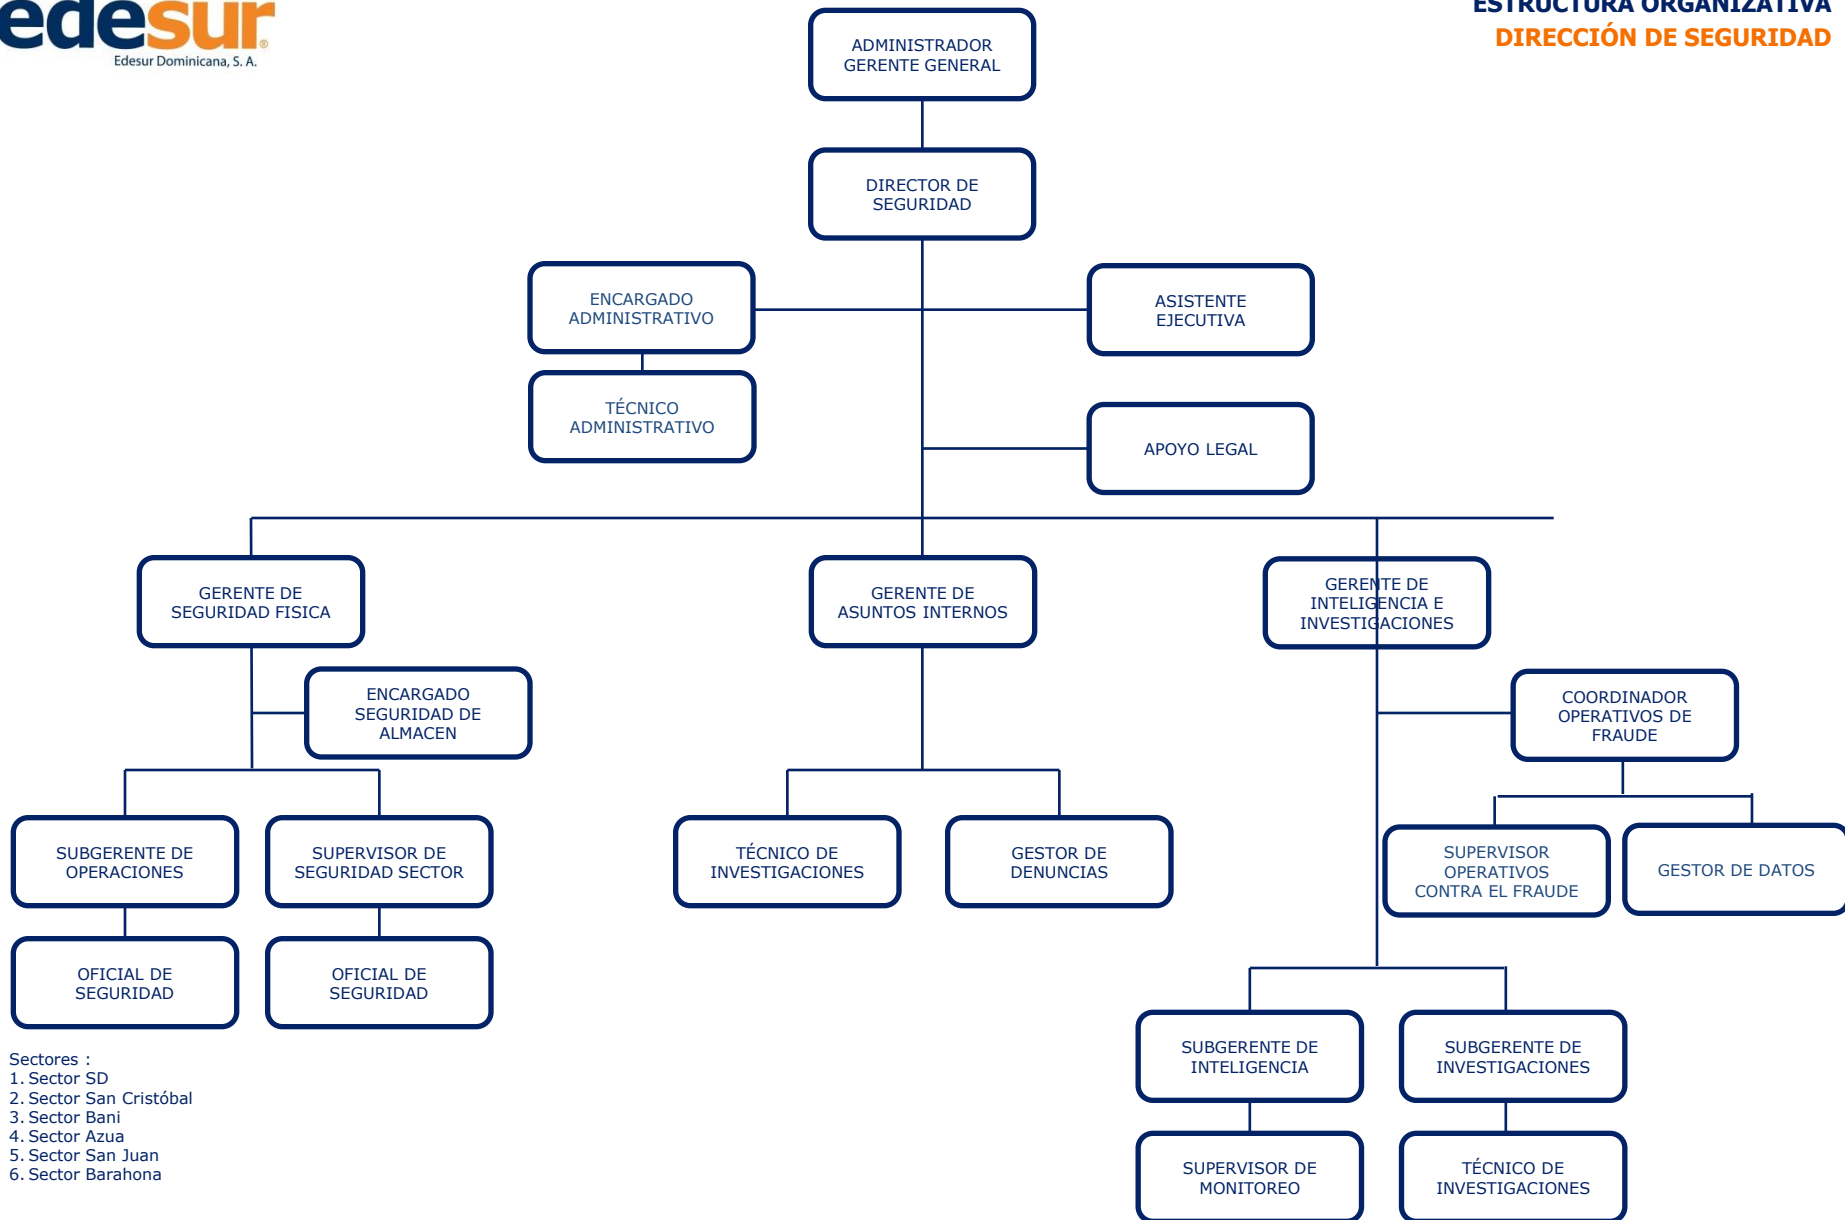 edesur
Edesur Dominicana, S. A.
ESTRUCTURA ORGANIZATIVA
DIRECCIÓN DE SEGURIDAD
ADMINISTRADOR
GERENTE GENERAL
DIRECTOR DE
SEGURIDAD
ENCARGADO
ADMINISTRATIVO
ASISTENTE
EJECUTIVA
TÉCNICO
ADMINISTRATIVO
APOYO LEGAL
GERENTE DE
SEGURIDAD FISICA
GERENTE DE
ASUNTOS INTERNOS
GERENTE DE
INTELIGENCIA E
INVESTIGACIONES
ENCARGADO
SEGURIDAD DE
ALMACEN
COORDINADOR
OPERATIVOS DE
FRAUDE
SUBGERENTE DE
OPERACIONES
SUPERVISOR DE
SEGURIDAD SECTOR
TÉCNICO DE
INVESTIGACIONES
GESTOR DE
DENUNCIAS
SUPERVISOR
OPERATIVOS
CONTRA EL FRAUDE
GESTOR DE DATOS
OFICIAL DE
SEGURIDAD
OFICIAL DE
SEGURIDAD
SUBGERENTE DE
INTELIGENCIA
SUBGERENTE DE
INVESTIGACIONES
SUPERVISOR DE
MONITOREO
TÉCNICO DE
INVESTIGACIONES
Sectores :
1. Sector SD
2. Sector San Cristóbal
3. Sector Bani
4. Sector Azua
5. Sector San Juan
6. Sector Barahona